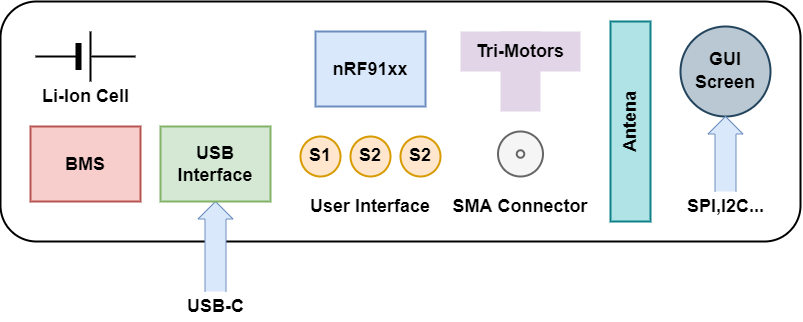 Li-Ion Cell
nRF91xx
Tri-Motors
Antena
GUI
Screen
BMS
USB
Interface
S1
S2
S2
User Interface
SMA Connector
SPI,I2C...
USB-C